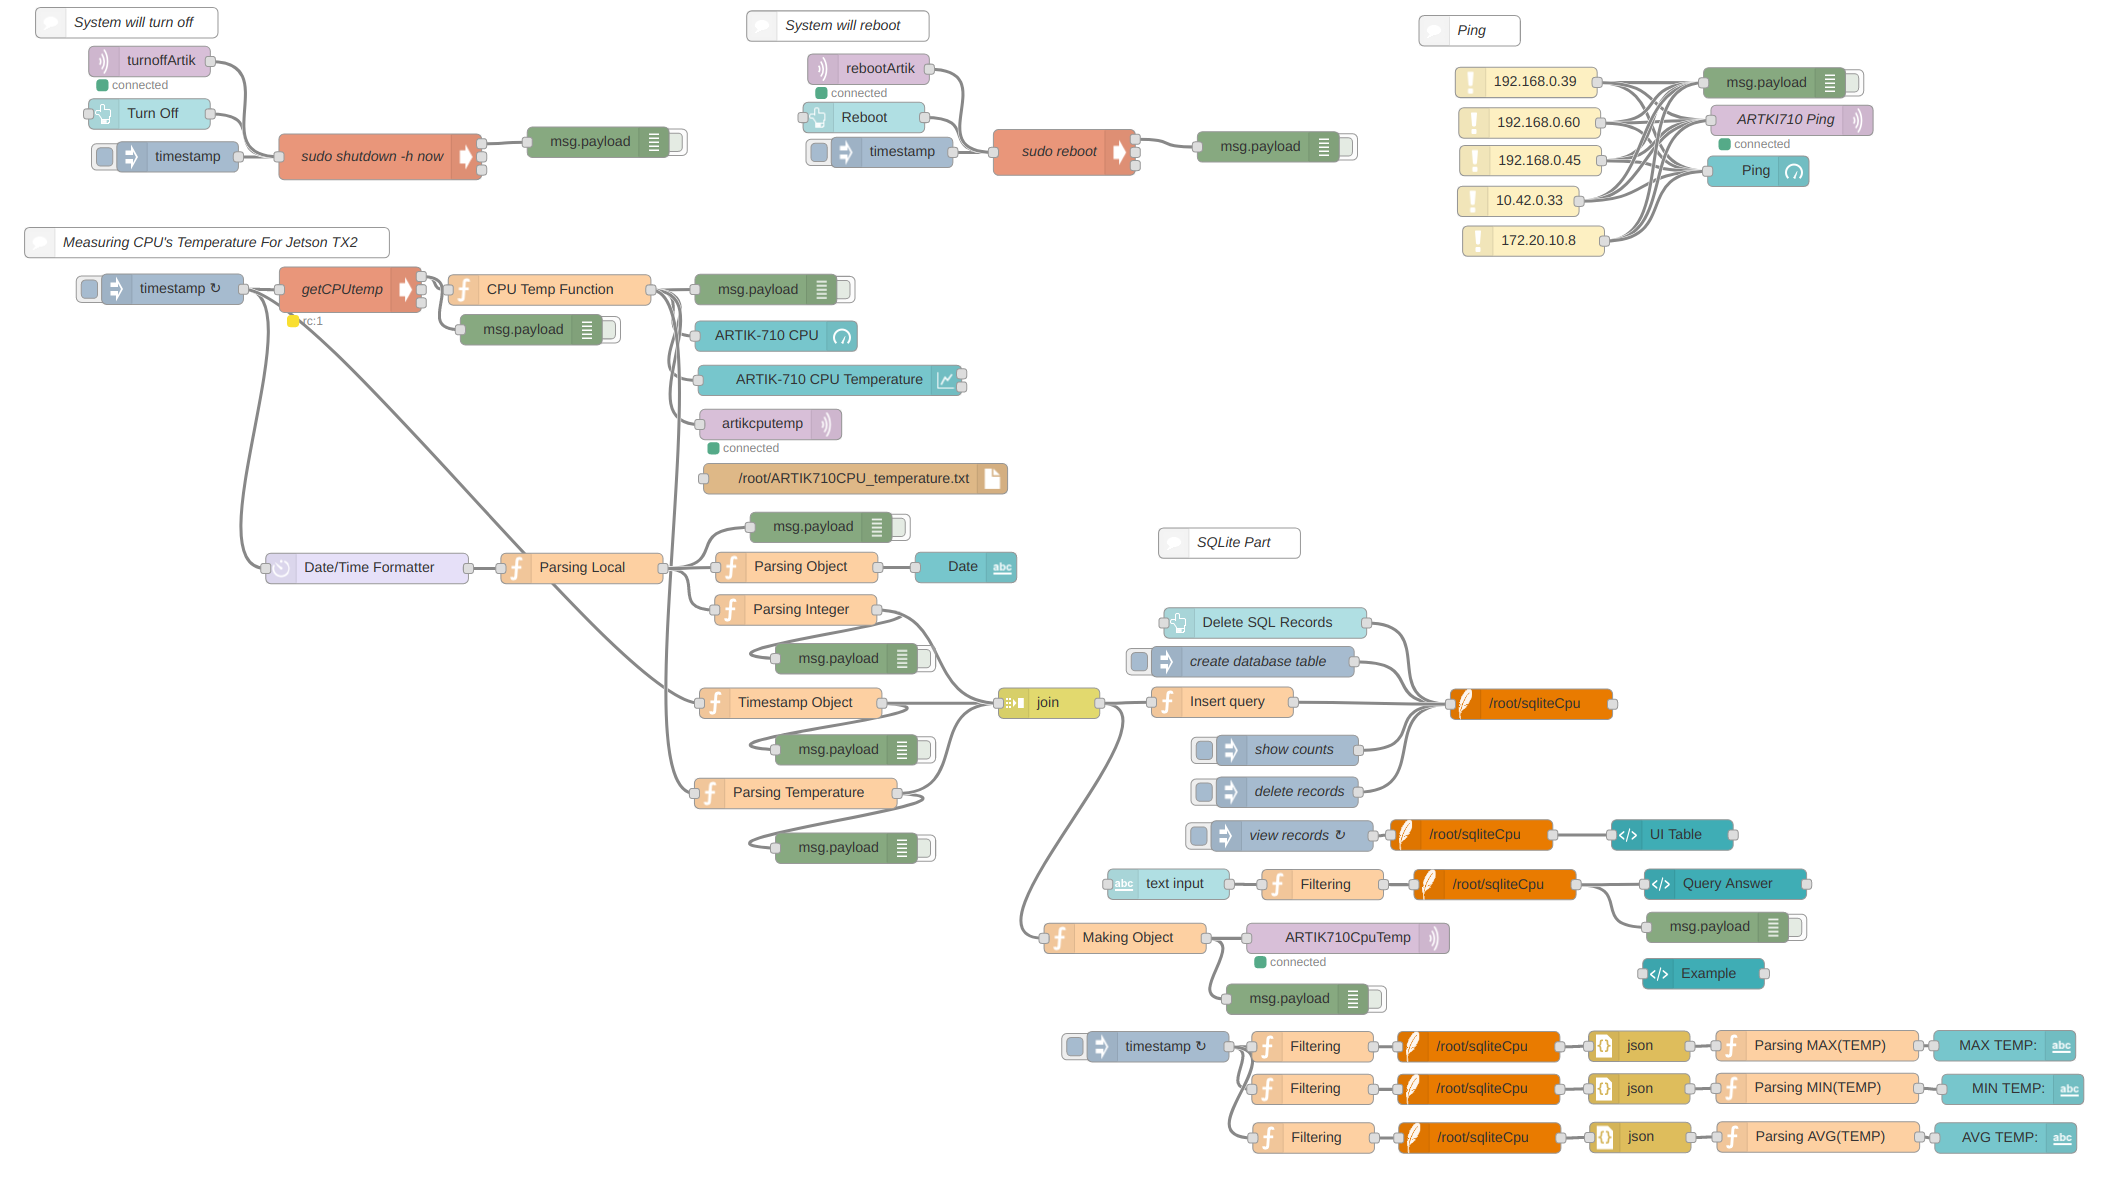 System will turn off
turnoffArtik
connected
Turn Off
timestamp
sudo shutdown -h now
msg.payload
System will reboot
rebootArtik
connected
Reboot
timestamp
sudo reboot
msg.payload
Ping
192.168.0.39
192.168.0.60
192.168.0.45
10.42.0.33
172.20.10.8
msg.payload
ARTKI710 Ping
connected
Ping
Measuring CPU's Temperature For Jetson TX2
timestamp ↻
getCPUtemp
rc:1
CPU Temp Function
msg.payload
msg.payload
ARTIK-710 CPU
ARTIK-710 CPU Temperature
artikcputemp
connected
/root/ARTIK710CPU_temperature.txt
Date/Time Formatter
Parsing Local
msg.payload
Parsing Object
Date
abc
Parsing Integer
msg.payload
Timestamp Object
msg.payload
Parsing Temperature
msg.payload
join
SQLite Part
Delete SQL Records
create database table
Insert query
/root/sqliteCpu
show counts
delete records
view records ↻
/root/sqliteCpu
UI Table
abc
text input
Filtering
/root/sqliteCpu
Query Answer
msg.payload
Example
Making Object
ARTIK710CpuTemp
connected
msg.payload
timestamp ↻
Filtering
/root/sqliteCpu
json
Parsing MAX(TEMP)
MAX TEMP:
abc
Filtering
/root/sqliteCpu
json
Parsing MIN(TEMP)
MIN TEMP:
abc
Filtering
/root/sqliteCpu
json
Parsing AVG(TEMP)
AVG TEMP:
abc